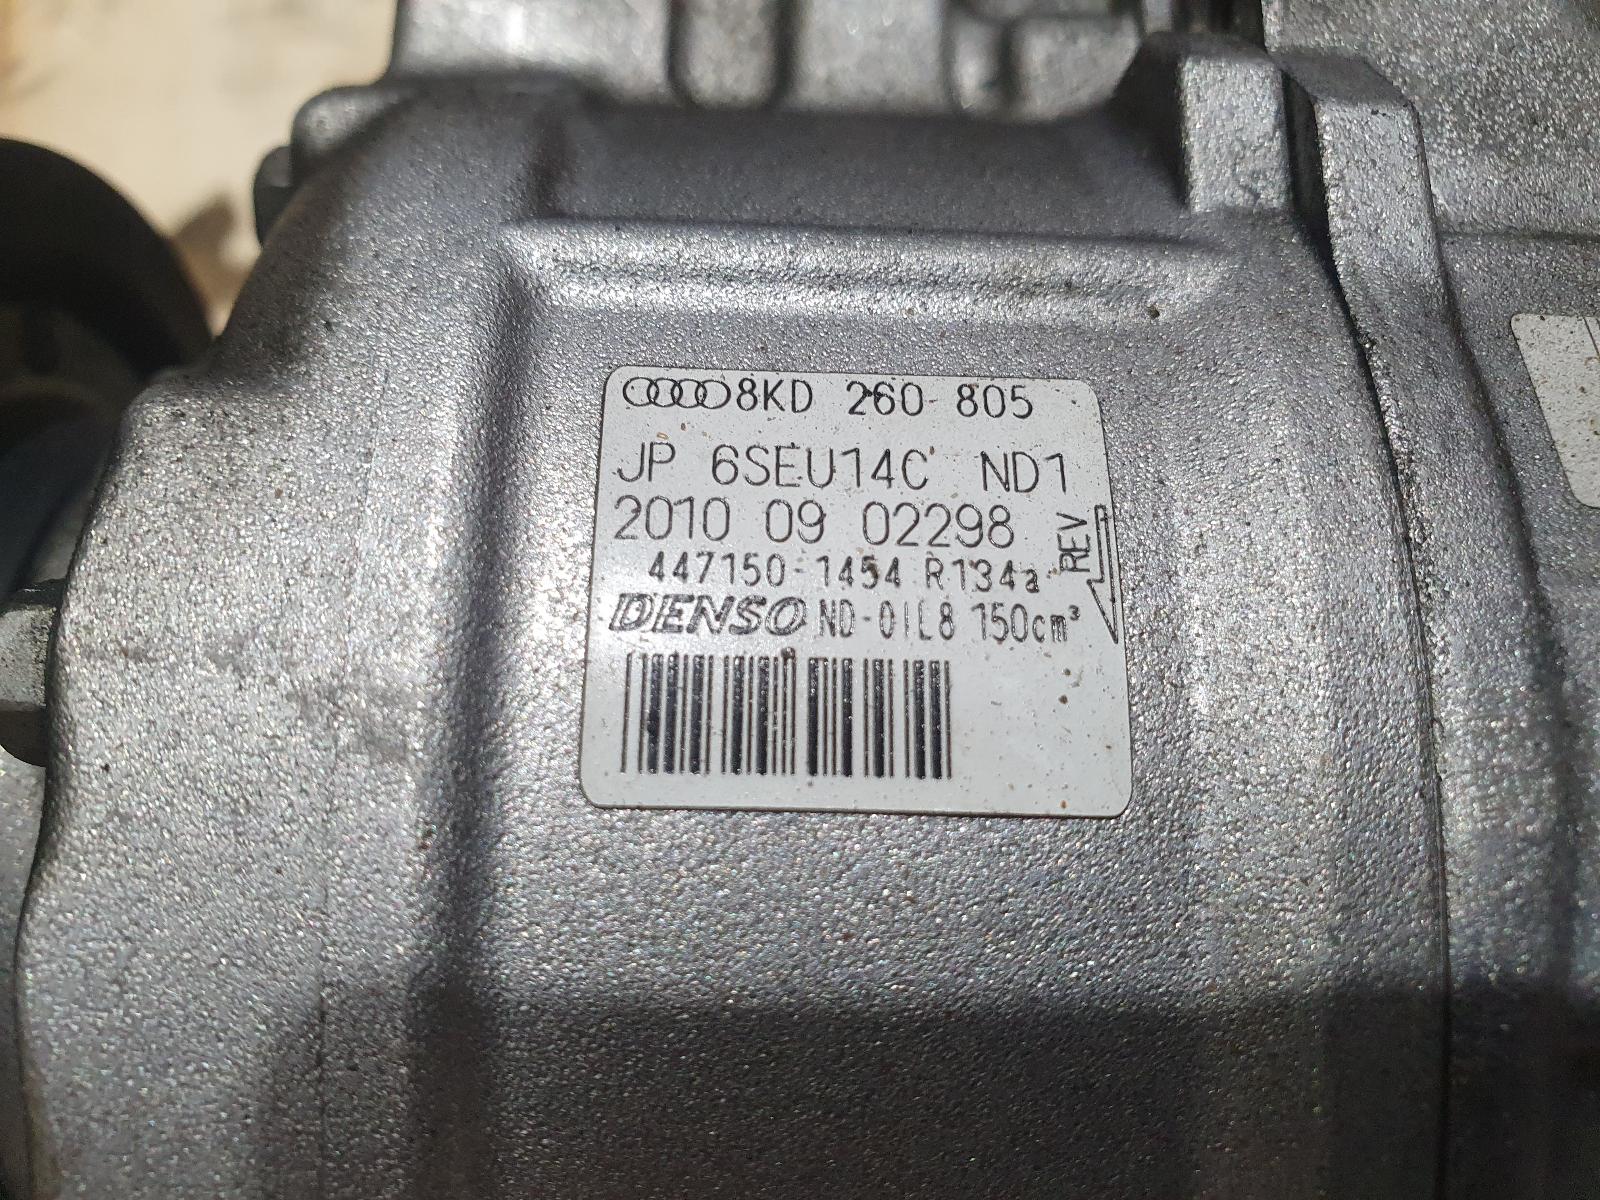 8KD 260 805
JP 6SEU14C ND1
2010 09 02298
447150-1454 R134a
REV
DENSO ND-OIL8 150cm³